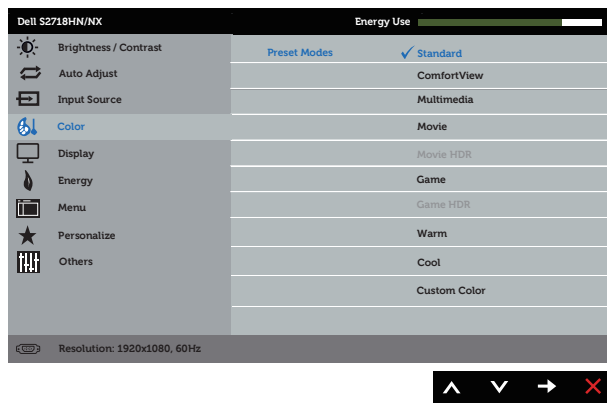 Dell S2718HN/NX Energy Use
Brightness / Contrast
Auto Adjust
Input Source
Color
Display
Energy
Menu
Personalize
Others
Preset Modes
Standard
ComfortView
Multimedia
Movie
Movie HDR
Game
Game HDR
Warm
Cool
Custom Color
Resolution: 1920x1080, 60Hz